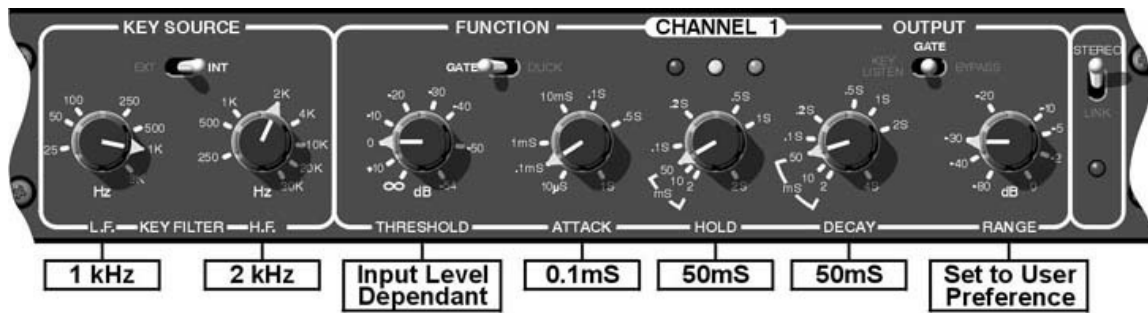 KEY SOURCE
FUNCTION
CHANNEL 1
OUTPUT
EXT
INT
GATE
DUCK
KEY
LISTEN
GATE
BYPASS
STEREO
LINK
25
50
100
250
500
1K
Hz
250
500
1K
2K
4K
10K
20K
Hz
∞
+10
0
-20
-30
-40
-50
dB
10µS
.1mS
1mS
10mS
.1S
.5S
1S
2
10
50
mS
.1S
.2S
.5S
1S
2S
2
10
50
mS
.1S
.2S
.5S
1S
2S
4S
-80
-40
-30
-20
-10
-5
-2
0
dB
L.F.
KEY FILTER
H.F.
THRESHOLD
ATTACK
HOLD
DECAY
RANGE
1 kHz
2 kHz
Input Level
Dependant
0.1mS
50mS
50mS
Set to User
Preference